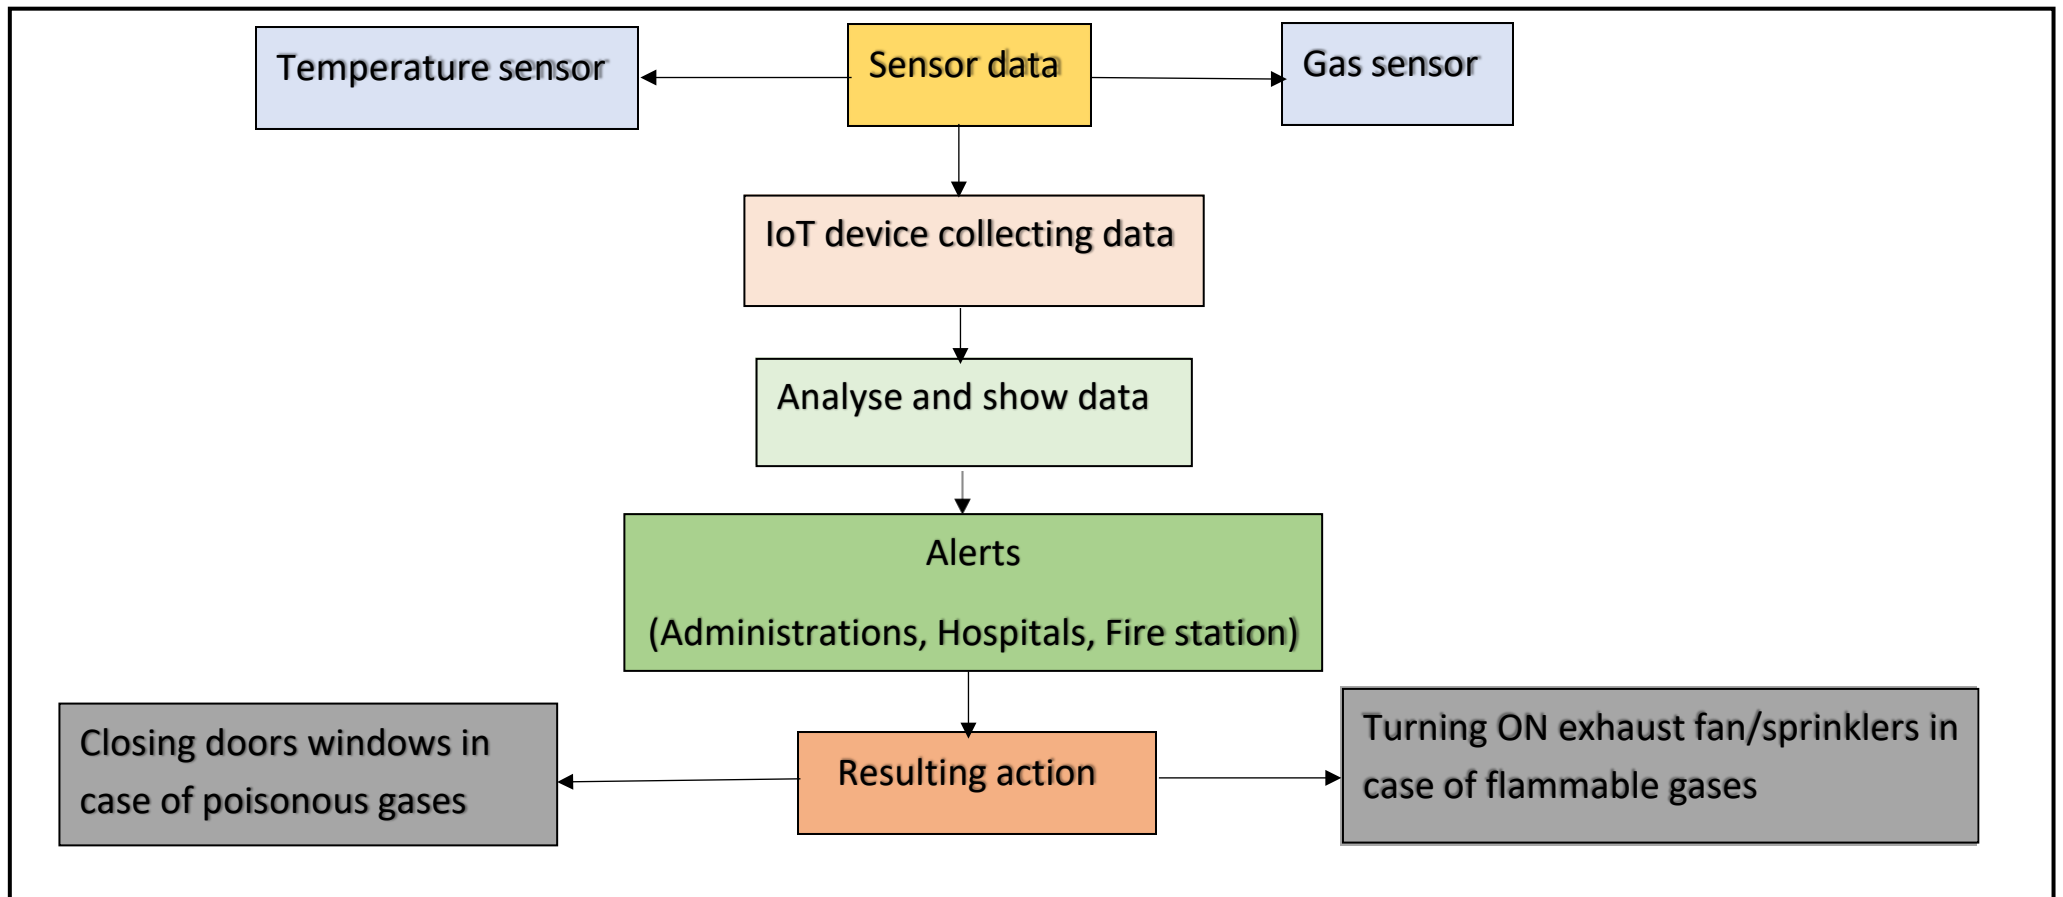 Temperature sensor
Sensor data
Gas sensor
IoT device collecting data
Analyse and show data
Alerts
(Administrations, Hospitals, Fire station)
Closing doors windows in
case of poisonous gases
Resulting action
Turning ON exhaust fan/sprinklers in
case of flammable gases